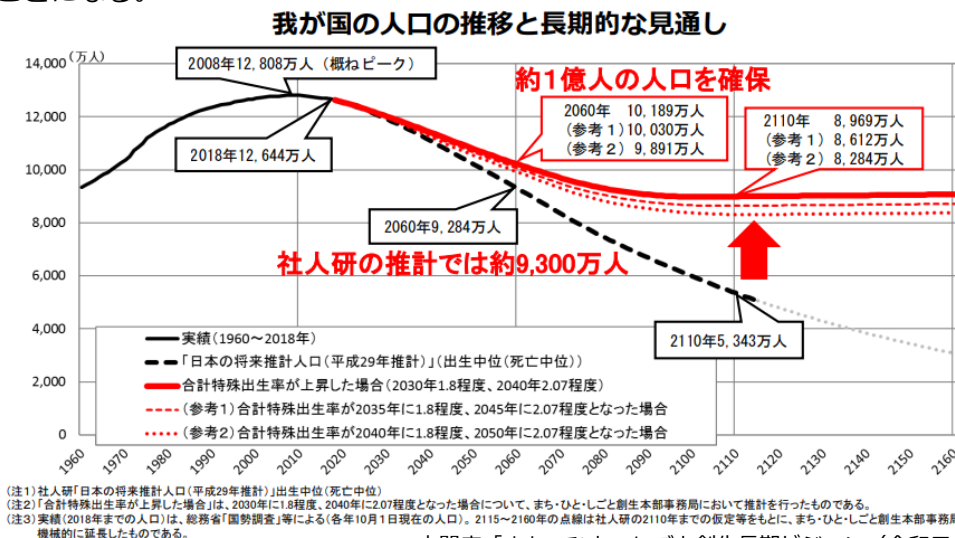 ことになる。
我が国の人口の推移と長期的な見通し
(万人)
14,000
12,000
10,000
8,000
6,000
4,000
2,000
0
2008年12,808万人(概ねピーク)
2018年12,644万人
約1億人の人口を確保
2060年 10,189万人
(参考1)10,030万人
(参考2) 9,891万人
2110年 8,969万人
(参考1) 8,612万人
(参考2) 8,284万人
2060年9,284万人
社人研の推計では約9,300万人
2110年5,343万人
実績(1960~2018年)
「日本の将来推計人口(平成29年推計)」(出生中位(死亡中位))
合計特殊出生率が上昇した場合(2030年1.8程度、2040年2.07程度)
(参考1)合計特殊出生率が2035年に1.8程度、2045年に2.07程度となった場合
(参考2)合計特殊出生率が2040年に1.8程度、2050年に2.07程度となった場合
1960 1970 1980 1990 2000 2010 2020 2030 2040 2050 2060 2070 2080 2090 2100 2110 2120 2130 2140 2150 2160
(注1)社人研「日本の将来推計人口(平成29年推計)」出生中位(死亡中位)
(注2)「合計特殊出生率が上昇した場合」は、2030年に1.8程度、2040年に2.07程度となった場合について、まち・ひと・しごと創生本部事務局において推計を行ったものである。
(注3)実績(2018年までの人口)は、総務省「国勢調査」等による(各年10月1日現在の人口)。2115~2160年の点線は社人研の2110年までの仮定等をもとに、まち・ひと・しごと創生本部事務局
機械的に延長したものである。